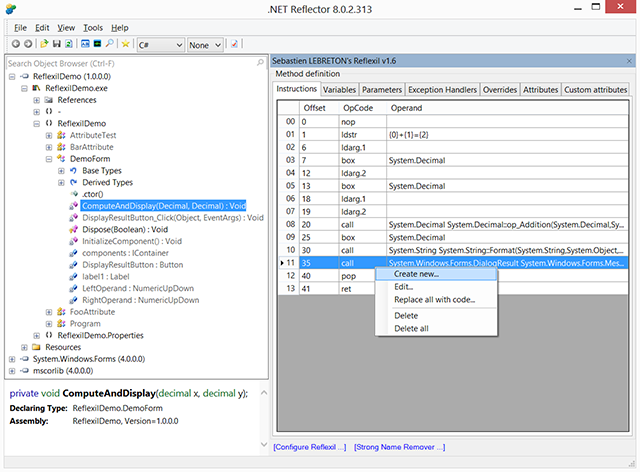 .NET Reflector 8.0.2.313
File Edit View Tools Help
C# None
Search Object Browser (Ctrl-F)
ReflexilDemo (1.0.0.0)
ReflexilDemo.exe
References
-
ReflexilDemo
AttributeTest
BarAttribute
DemoForm
Base Types
Derived Types
.ctor()
ComputeAndDisplay(Decimal, Decimal) : Void
DisplayResultButton_Click(Object, EventArgs) : Void
Dispose(Boolean) : Void
InitializeComponent() : Void
components : IContainer
DisplayResultButton : Button
label1 : Label
LeftOperand : NumericUpDown
RightOperand : NumericUpDown
FooAttribute
Program
ReflexilDemo.Properties
Resources
System.Windows.Forms (4.0.0.0)
mscorlib (4.0.0.0)
private void ComputeAndDisplay(decimal x, decimal y);
Declaring Type: ReflexilDemo.DemoForm
Assembly: ReflexilDemo, Version=1.0.0.0
Sebastien LEBRETON's Reflexil v1.6
Method definition
Instructions Variables Parameters Exception Handlers Overrides Attributes Custom attributes
Offset OpCode Operand
00 0 nop
01 1 ldstr {0}+{1}={2}
02 6 ldarg.1
03 7 box System.Decimal
04 12 ldarg.2
05 13 box System.Decimal
06 18 ldarg.1
07 19 ldarg.2
08 20 call System.Decimal System.Decimal::op_Addition(System.Decimal,Sy...
09 25 box System.Decimal
10 30 call System.String System.String::Format(System.String,System.Object,...
11 35 call System.Windows.Forms.DialogResult System.Windows.Forms.Mes...
12 40 pop
13 41 ret
Create new...
Edit...
Replace all with code...
Delete
Delete all
[Configure Reflexil ...] [Strong Name Remover ...]